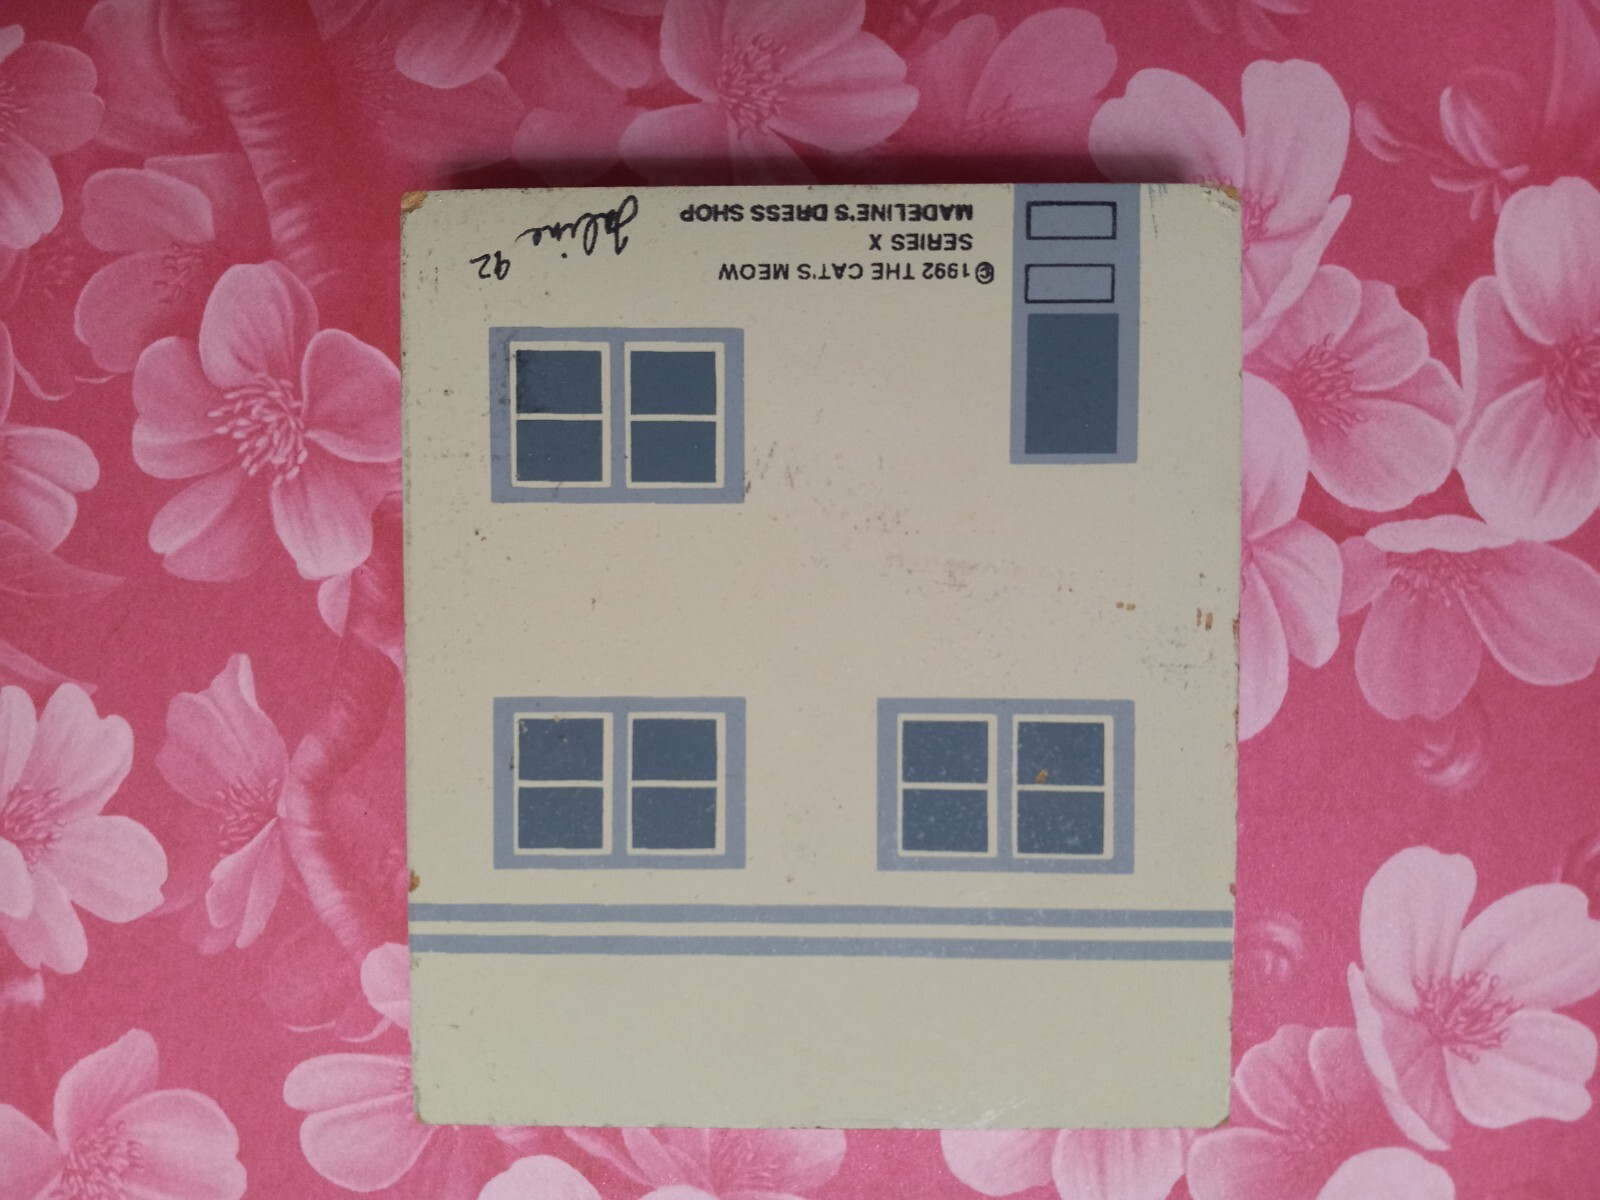 ©1992 THE CAT'S MEOW
SERIES X
MADELINE'S DRESS SHOP
Faline 92